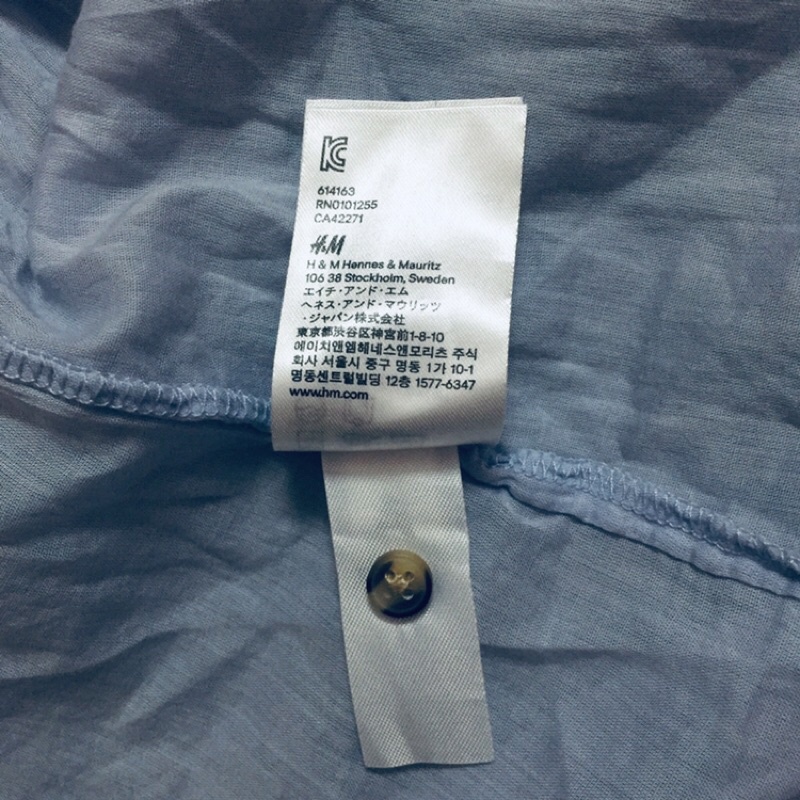 KC
614163
RN0101255
CA42271
H&M
H & M Hennes & Mauritz
106 38 Stockholm, Sweden
エイチ・アンド・エム
ヘネス・アンド・マウリッツ
・ジャパン株式会社
東京都渋谷区神宮前1-8-10
에이치앤엠헤네스앤모리츠 주식
회사 서울시 중구 명동 1가 10-1
명동센트럴빌딩 12층 1577-6347
www.hm.com